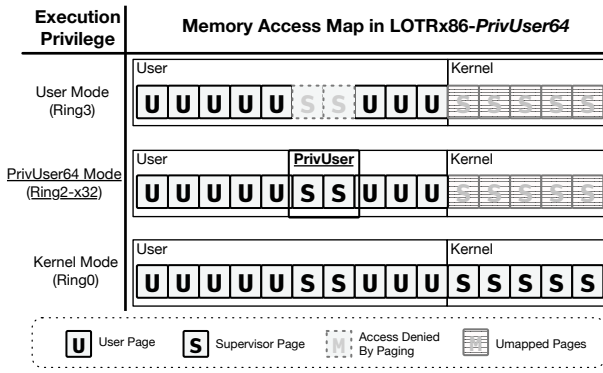 Execution
Privilege
Memory Access Map in LOTRx86-PrivUser64
User Mode
(Ring3)
User
Kernel
U U U U U S S U U U S S S S S
PrivUser64 Mode
(Ring2-x32)
User
PrivUser
Kernel
U U U U U S S U U U S S S S S
Kernel Mode
(Ring0)
User
Kernel
U U U U U S S U U U S S S S S
U User Page
S Supervisor Page
M Access Denied
By Paging
M Umapped Pages